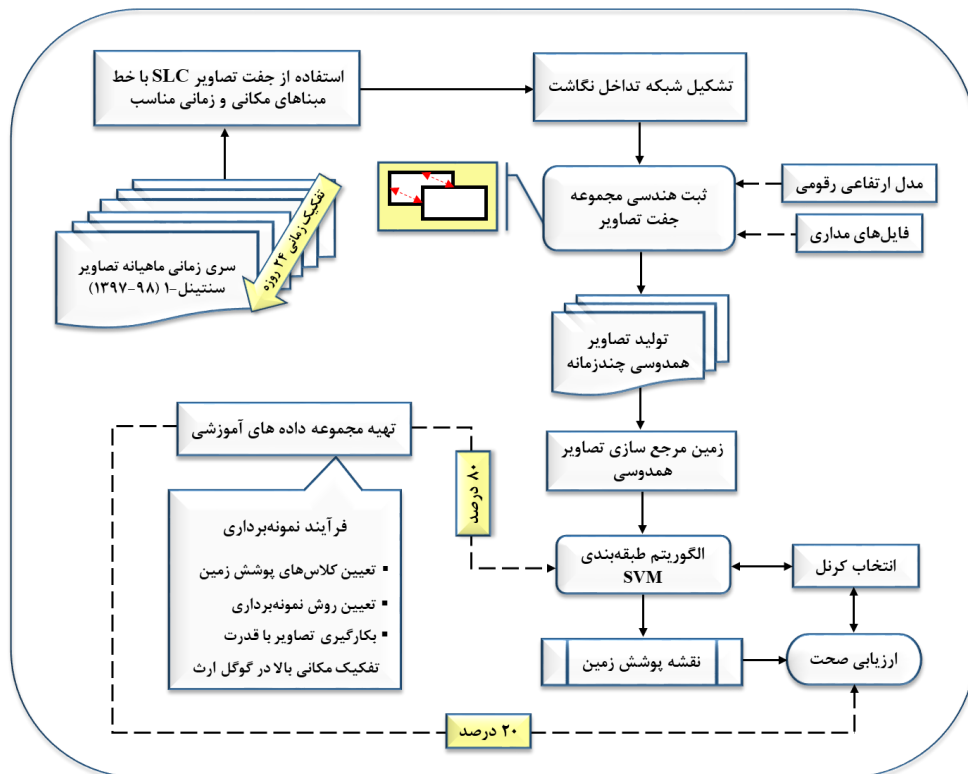 استفاده از جفت تصاویر SLC با خط
مبناهای مکانی و زمانی مناسب
تشکیل شبکه تداخل نگاشت
سری زمانی ماهیانه تصاویر
سنتینل-۱ (۹۸-۱۳۹۷)
تفکیک زمانی ۲۴ روزه
ثبت هندسی مجموعه
جفت تصاویر
مدل ارتفاعی رقومی
فایل‌های مداری
تولید تصاویر
همدوسی چندزمانه
زمین مرجع سازی تصاویر
همدوسی
تهیه مجموعه داده های آموزشی
۸۰ درصد
فرآیند نمونه‌برداری
▪ تعیین کلاس‌های پوشش زمین
▪ تعیین روش نمونه‌برداری
▪ بکارگیری تصاویر با قدرت
تفکیک مکانی بالا در گوگل ارث
الگوریتم طبقه‌بندی
SVM
انتخاب کرنل
نقشه پوشش زمین
ارزیابی صحت
۲۰ درصد